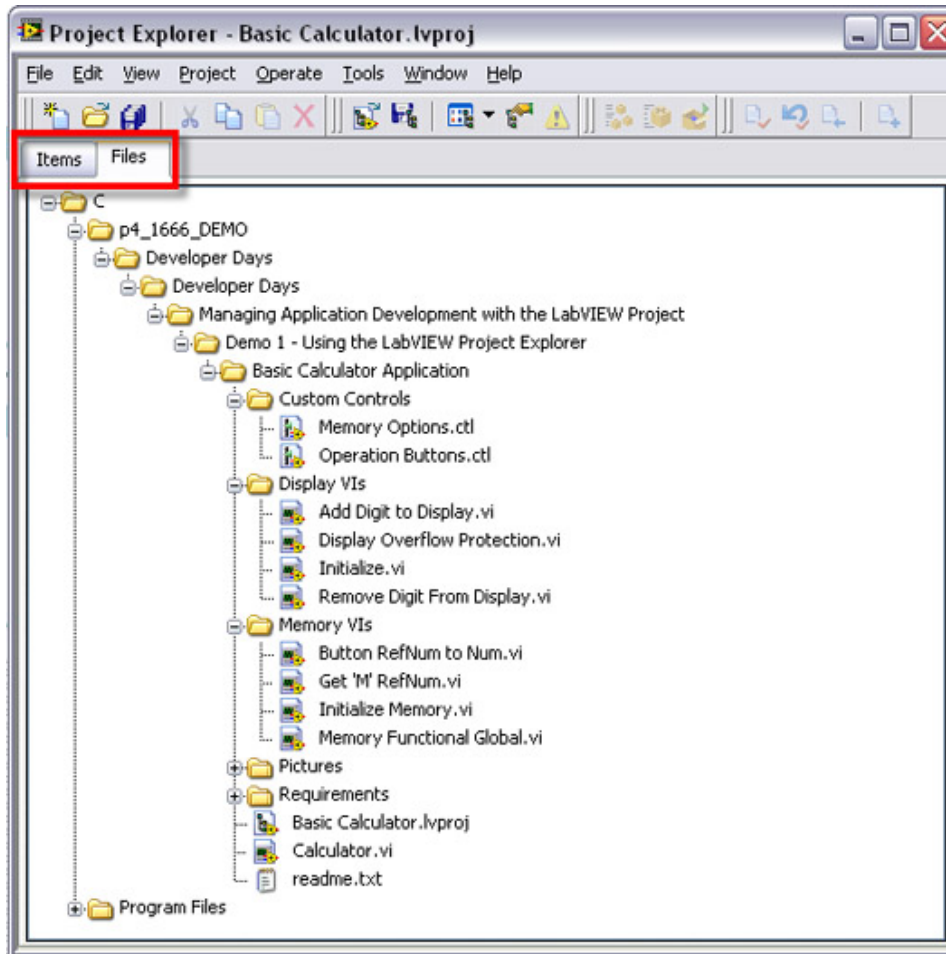 Project Explorer - Basic Calculator.lvproj
File Edit View Project Operate Tools Window Help
Items Files
C
p4_1666_DEMO
Developer Days
Developer Days
Managing Application Development with the LabVIEW Project
Demo 1 - Using the LabVIEW Project Explorer
Basic Calculator Application
Custom Controls
Memory Options.ctl
Operation Buttons.ctl
Display VIs
Add Digit to Display.vi
Display Overflow Protection.vi
Initialize.vi
Remove Digit From Display.vi
Memory VIs
Button RefNum to Num.vi
Get 'M' RefNum.vi
Initialize Memory.vi
Memory Functional Global.vi
Pictures
Requirements
Basic Calculator.lvproj
Calculator.vi
readme.txt
Program Files